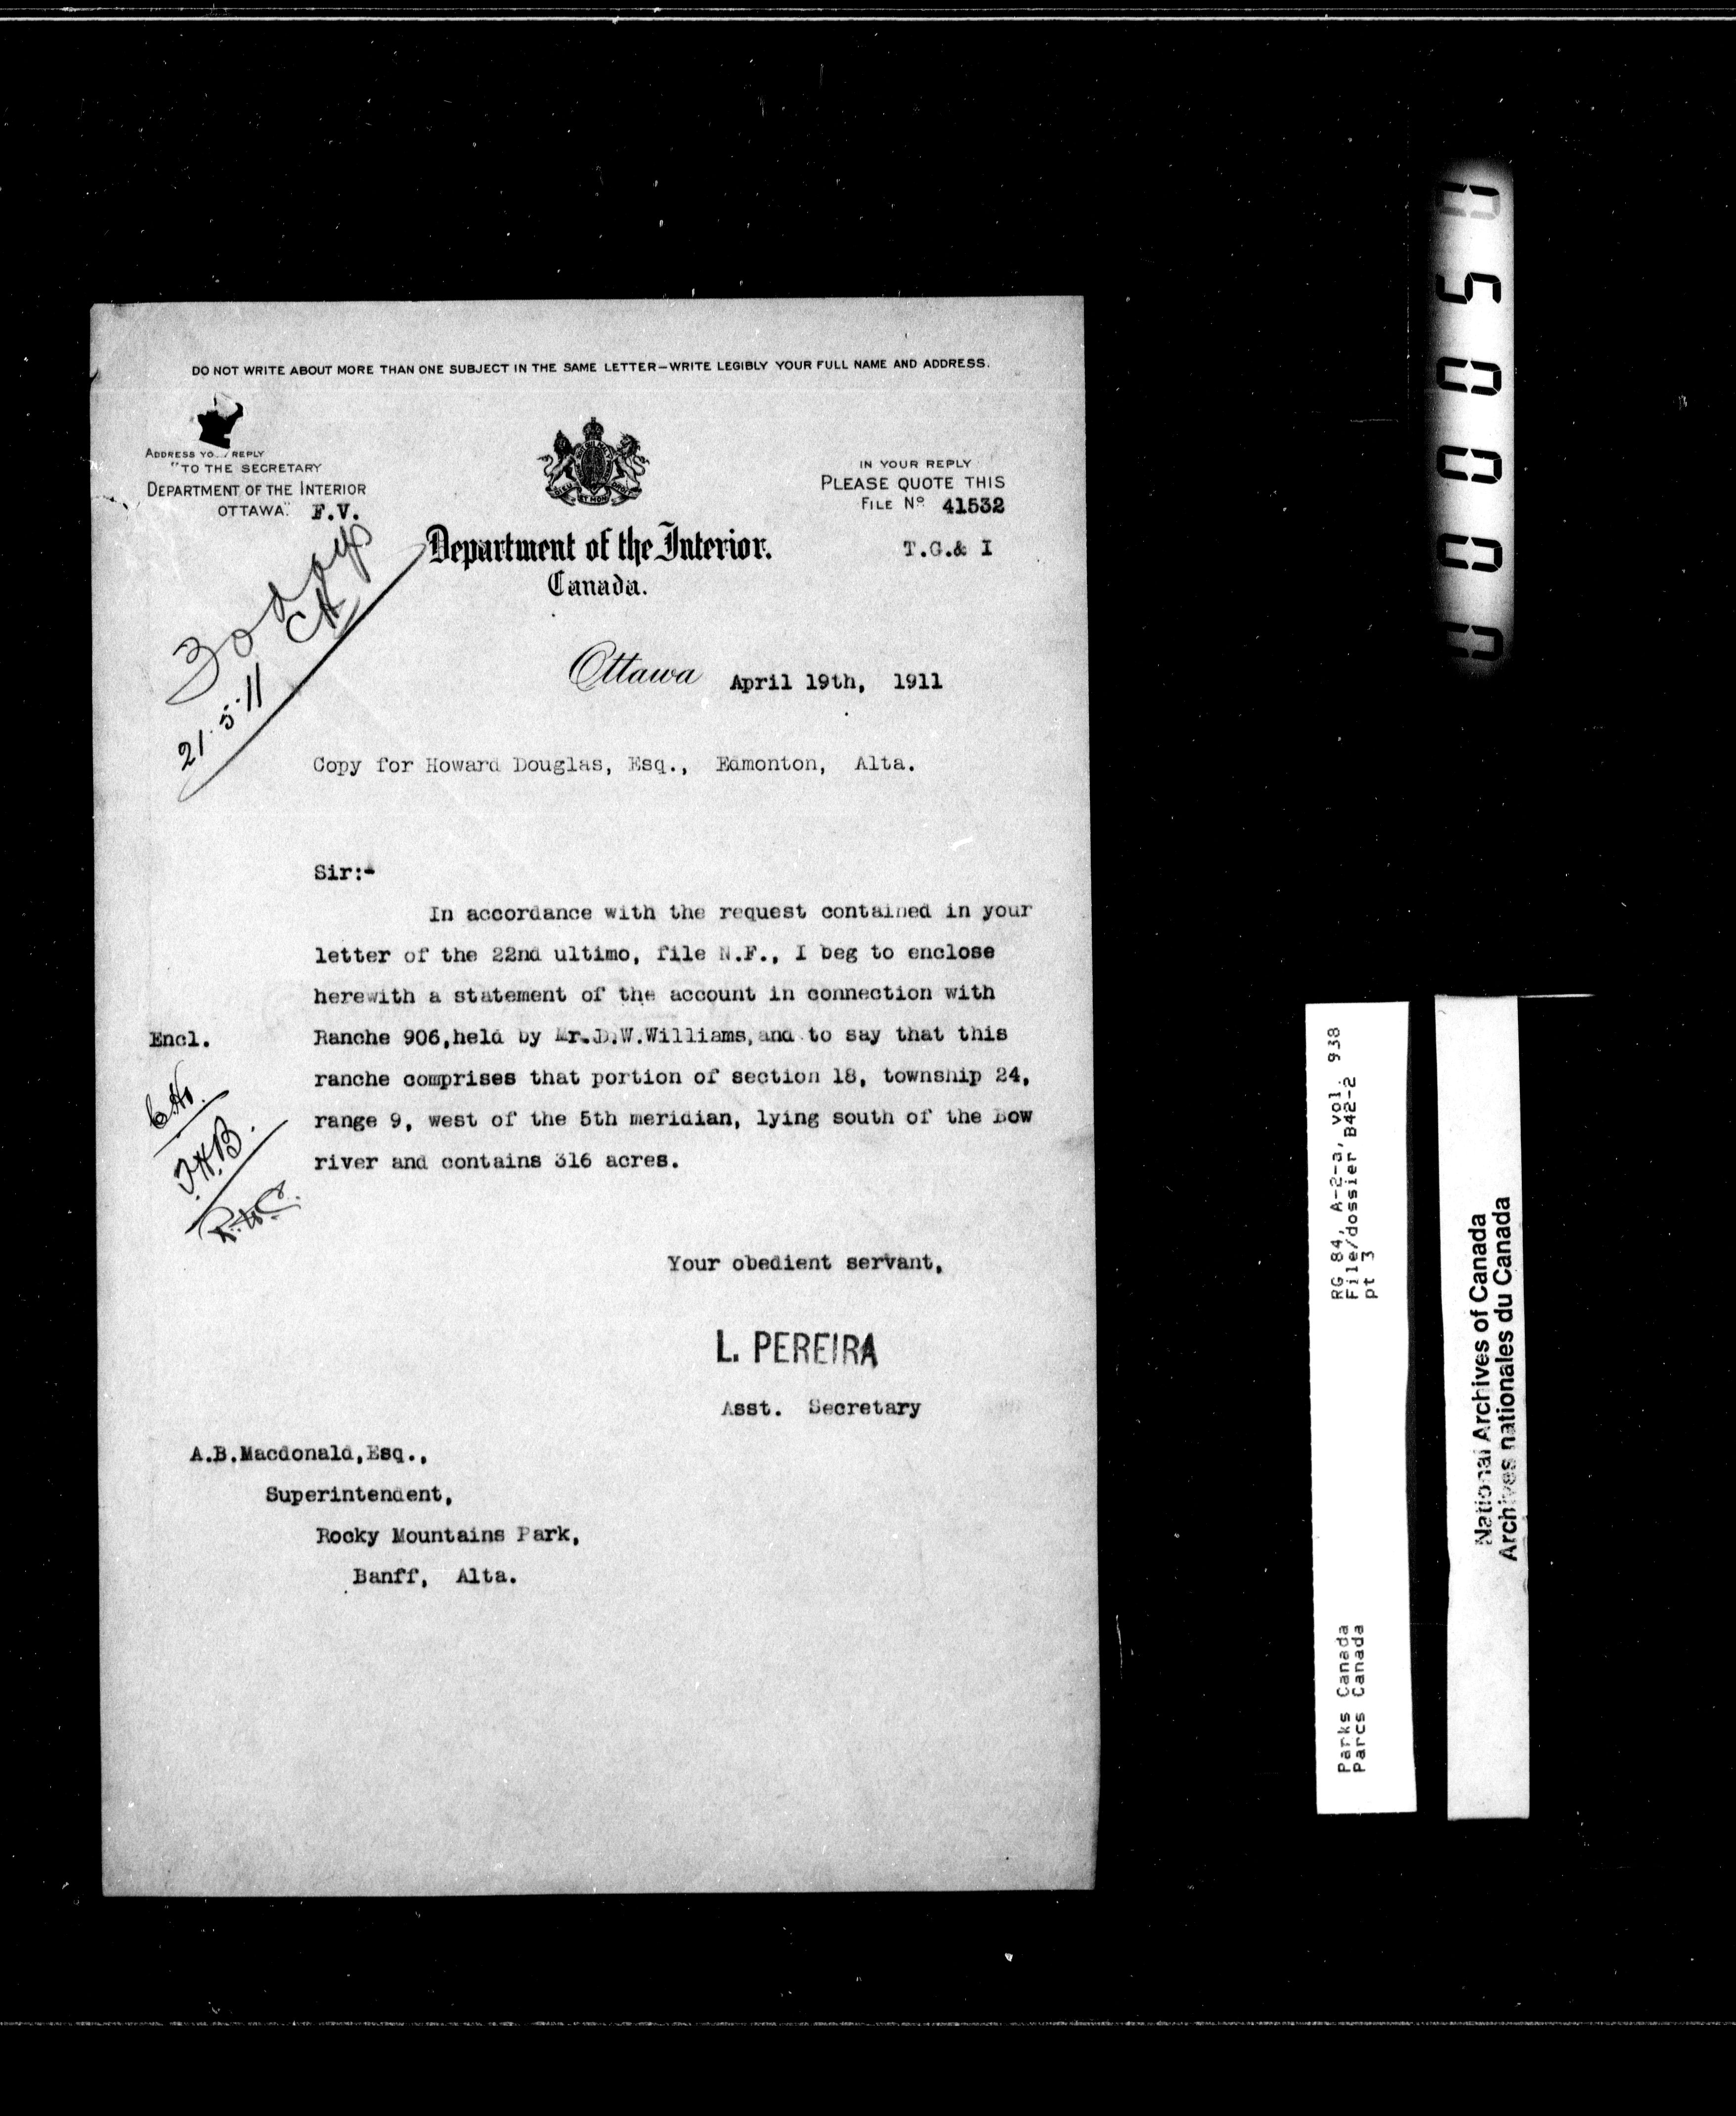 DO NOT WRITE ABOUT MORE THAN ONE SUBJECT IN THE SAME LETTER—WRITE LEGIBLY YOUR FULL NAME AND ADDRESS.
ADDRESS YO / REPLY
"TO THE SECRETARY
DEPARTMENT OF THE INTERIOR
OTTAWA." F.V.
IN YOUR REPLY
PLEASE QUOTE THIS
FILE No 41532
T.G.& I
Department of the Interior.
Canada.
30 days
CH
21.5.11
Ottawa April 19th, 1911
Copy for Howard Douglas, Esq., Edmonton, Alta.
Sir:-
In accordance with the request contained in your
letter of the 22nd ultimo, file N.F., I beg to enclose
herewith a statement of the account in connection with
Encl. Ranche 906,held by Mr.D.W.Williams,and to say that this
ranche comprises that portion of section 18, township 24,
range 9, west of the 5th meridian, lying south of the Bow
river and contains 316 acres.
Your obedient servant,
L. PEREIRA
Asst. Secretary
A.B.Macdonald,Esq.,
Superintendent,
Rocky Mountains Park,
Banff, Alta.
RG 84, A-2-a, vol. 938
File/dossier B42-2
pt 3
Parks Canada
Parcs Canada
National Archives of Canada
Archives nationales du Canada